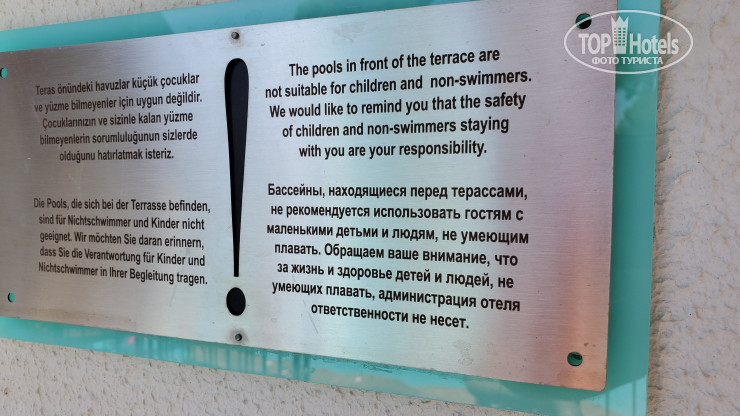 Teras önündeki havuzlar küçük çocuklar
ve yüzme bilmeyenler için uygun değildir.
Çocuklarınızın ve sizinle kalan yüzme
bilmeyenlerin sorumluluğunun sizlerde
olduğunu hatırlatmak isteriz.
Die Pools, die sich bei der Terrasse befinden,
sind für Nichtschwimmer und Kinder nicht
geeignet. Wir möchten Sie daran erinnern,
dass Sie die Verantwortung für Kinder und
Nichtschwimmer in Ihrer Begleitung tragen.
!
The pools in front of the terrace are
not suitable for children and non-swimmers.
We would like to remind you that the safety
of children and non-swimmers staying
with you are your responsibility.
Бассейны, находящиеся перед терассами,
не рекомендуется использовать гостям с
маленькими детьми и людям, не умеющим
плавать. Обращаем ваше внимание, что
за жизнь и здоровье детей и людей, не
умеющих плавать, администрация отеля
ответственности не несет.
TOP Hotels
ФОТО ТУРИСТА